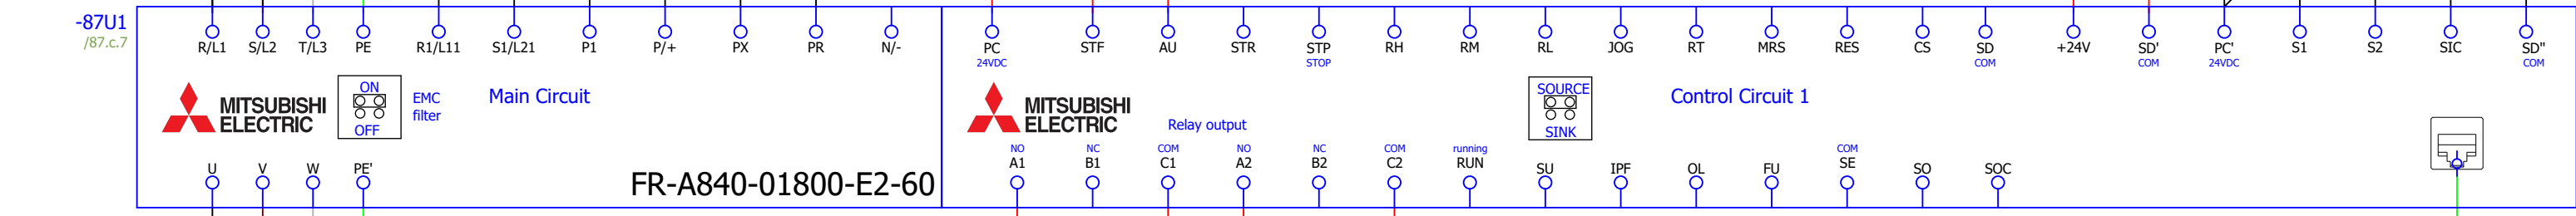 -87U1
/87.c.7
R/L1 S/L2 T/L3 PE R1/L11 S1/L21 P1 P/+ PX PR N/- PC STF AU STR STP RH RM RL JOG RT MRS RES CS SD +24V SD' PC' S1 S2 SIC SD"
24VDC STOP COM COM 24VDC COM
ON
OFF
EMC
filter
Main Circuit
MITSUBISHI
ELECTRIC
MITSUBISHI
ELECTRIC
Relay output
SOURCE
SINK
Control Circuit 1
NO NC COM NO NC COM running COM
U V W PE'
FR-A840-01800-E2-60
A1 B1 C1 A2 B2 C2 RUN SU IPF OL FU SE SO SOC